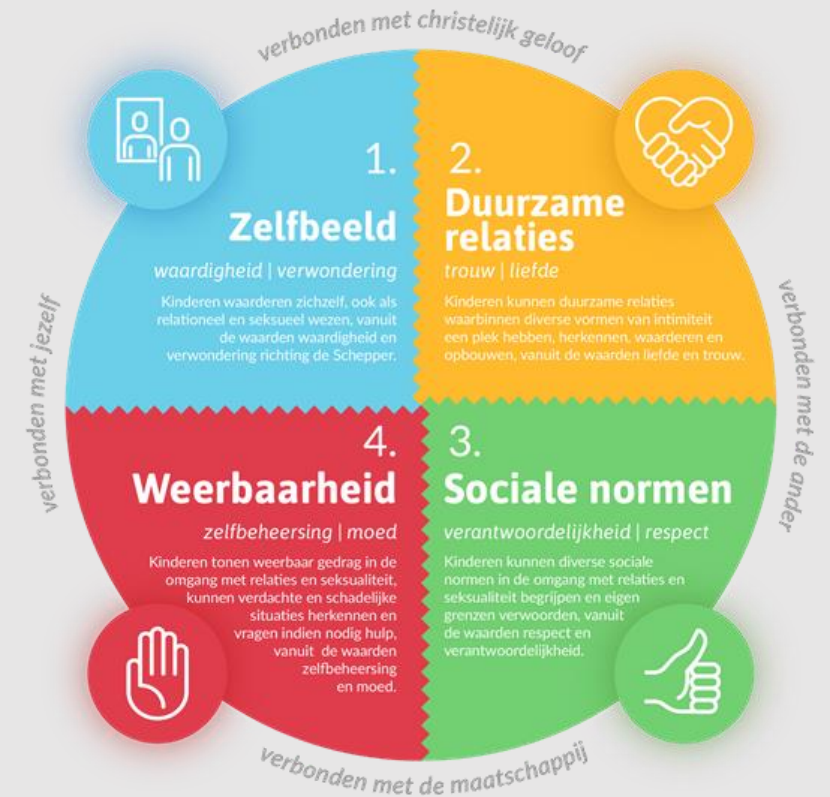 verbonden met christelijk geloof
1.
Zelfbeeld
waardigheid | verwondering
Kinderen waarderen zichzelf, ook als
relationeel en seksueel wezen, vanuit
de waarden waardigheid en
verwondering richting de Schepper.
2.
Duurzame
relaties
trouw | liefde
Kinderen kunnen duurzame relaties
waarbinnen diverse vormen van intimiteit
een plek hebben, herkennen, waarderen en
opbouwen, vanuit de waarden liefde en trouw.
verbonden met de ander
3.
Sociale normen
verantwoordelijkheid | respect
Kinderen kunnen diverse sociale
normen in de omgang met relaties en
seksualiteit begrijpen en eigen
grenzen verwoorden, vanuit
de waarden respect en
verantwoordelijkheid.
4.
Weerbaarheid
zelfbeheersing | moed
Kinderen tonen weerbaar gedrag in de
omgang met relaties en seksualiteit,
kunnen verdachte en schadelijke
situaties herkennen en
vragen indien nodig hulp,
vanuit de waarden
zelfbeheersing
en moed.
verbonden met de maatschappij
verbonden met jezelf